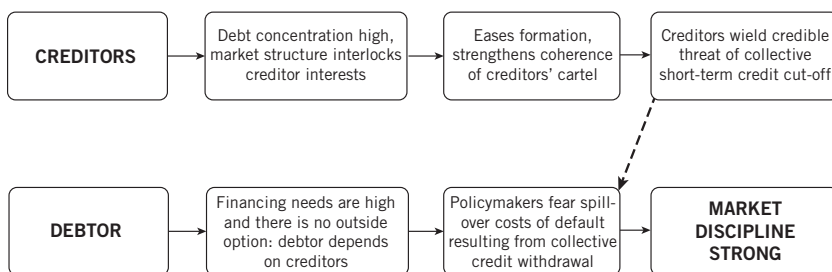 CREDITORS
Debt concentration high,
market structure interlocks
creditor interests
Eases formation,
strengthens coherence
of creditors' cartel
Creditors wield credible
threat of collective
short-term credit cut-off
DEBTOR
Financing needs are high
and there is no outside
option: debtor depends
on creditors
Policymakers fear spill-
over costs of default
resulting from collective
credit withdrawal
MARKET
DISCIPLINE
STRONG